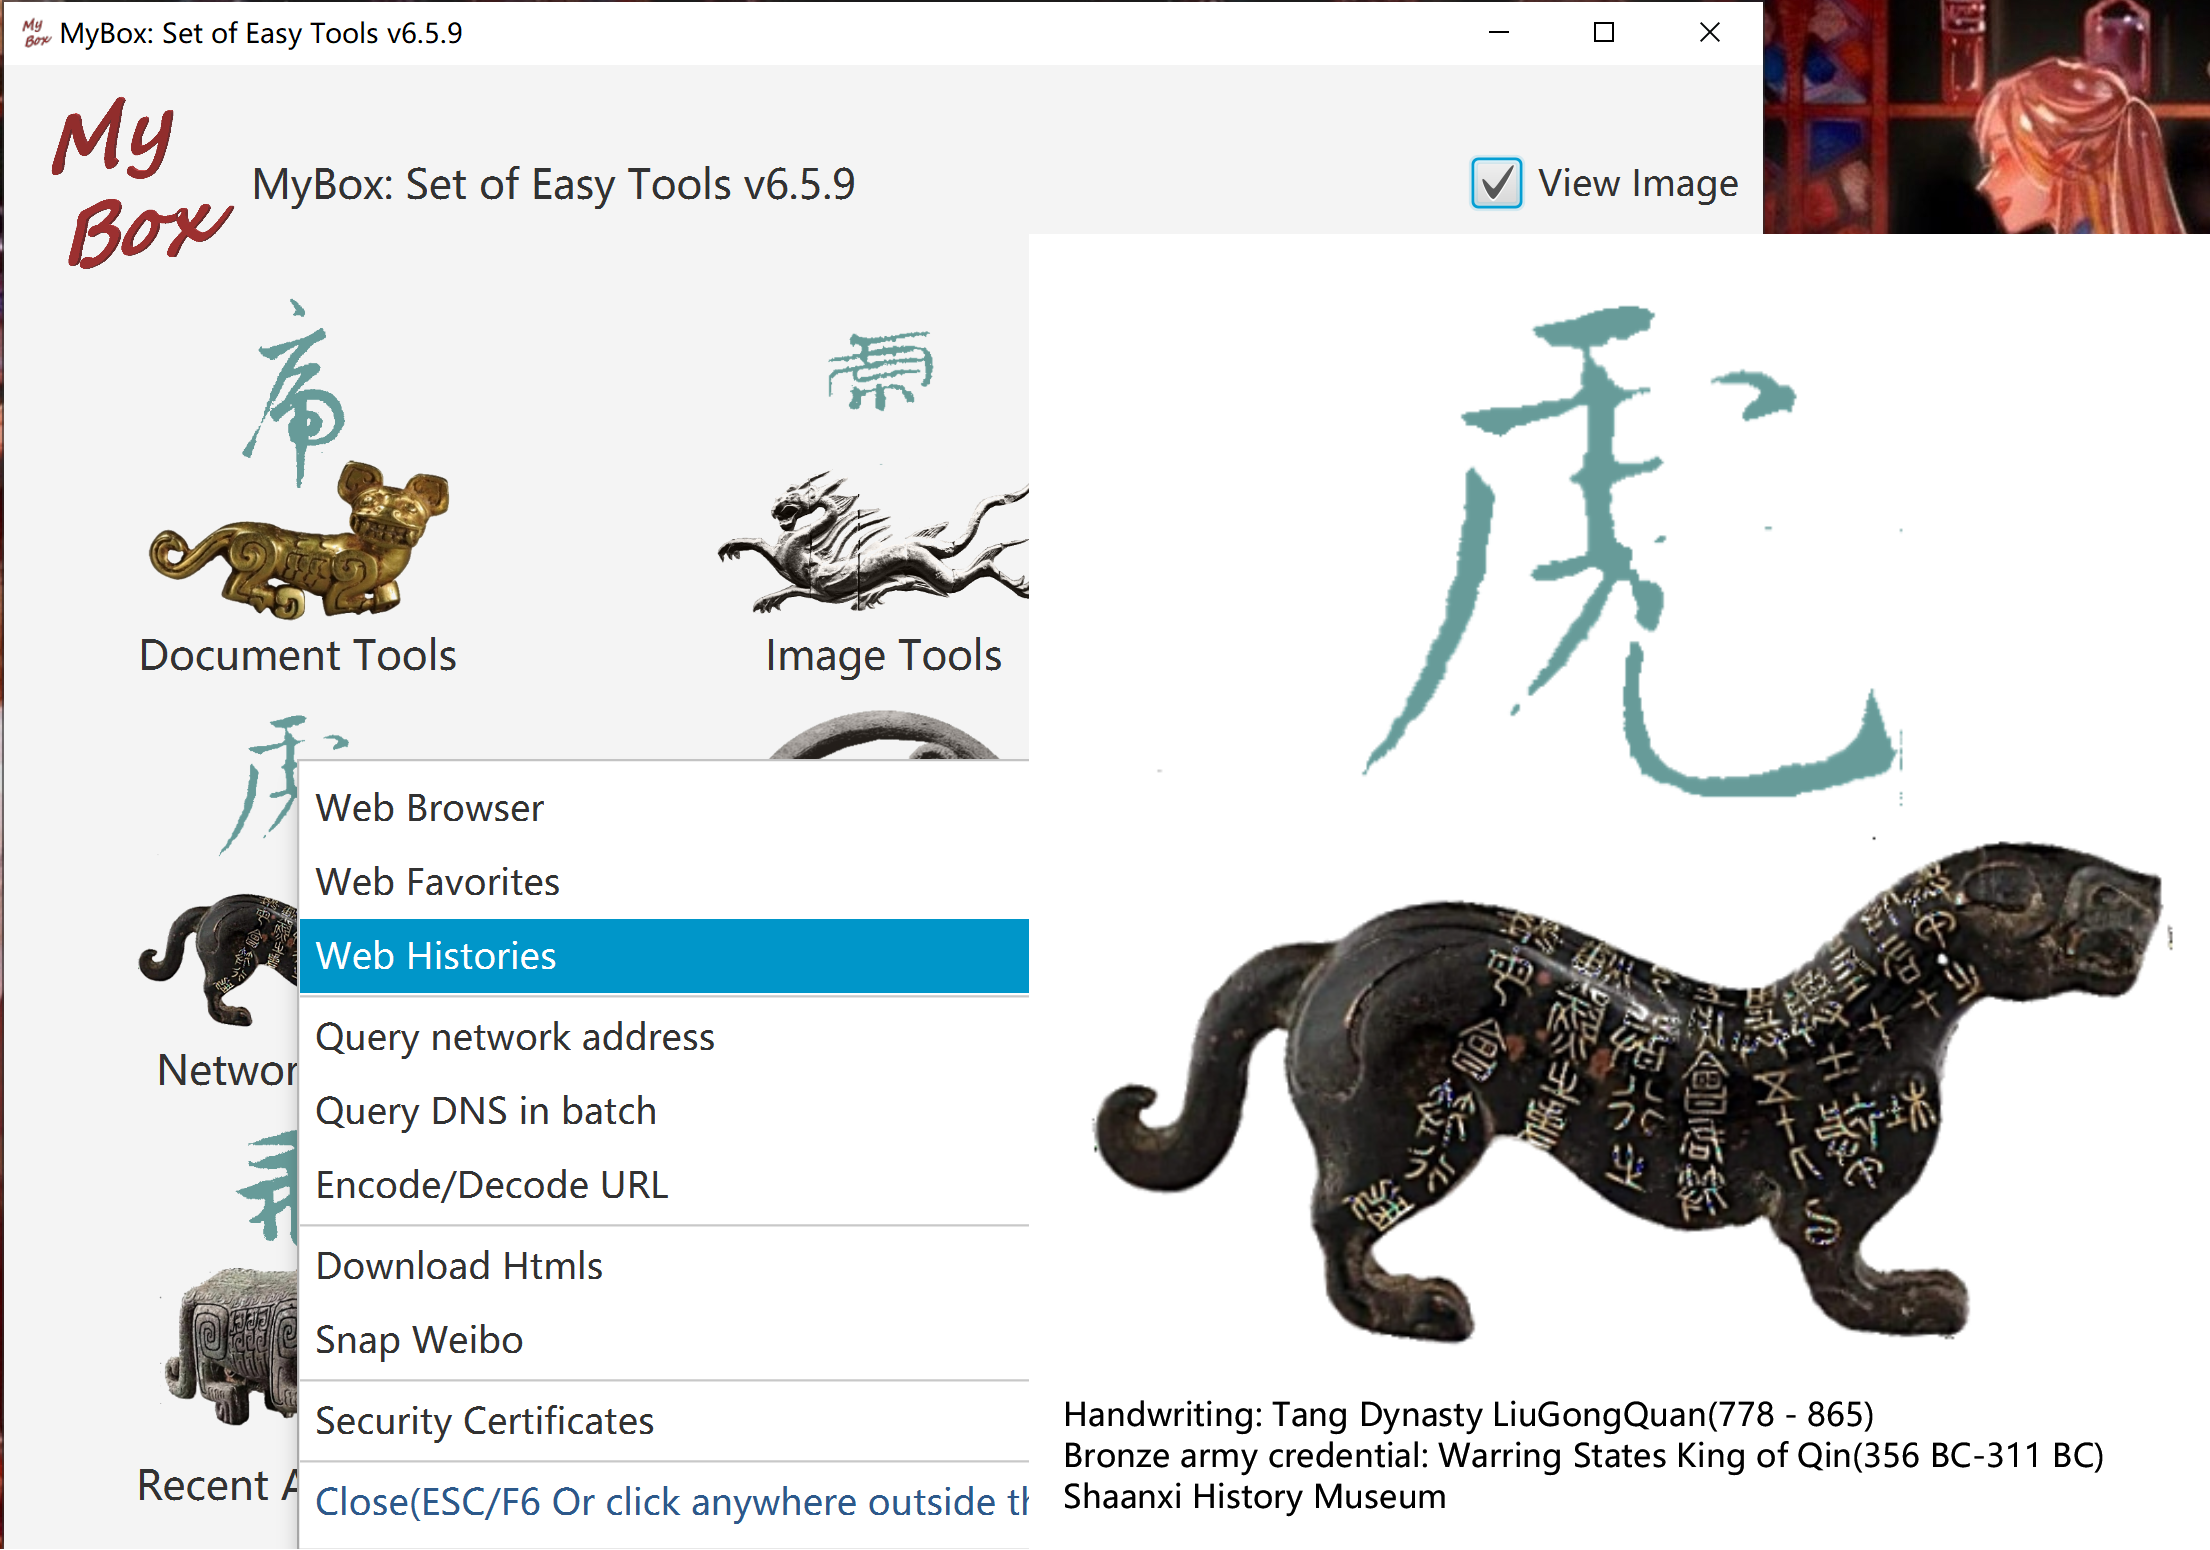 MyBox: Set of Easy Tools v6.5.9
My
Box
MyBox: Set of Easy Tools v6.5.9
View Image
Document Tools
Image Tools
虎
Web Browser
Web Favorites
Web Histories
Query network address
Query DNS in batch
Encode/Decode URL
Download Htmls
Snap Weibo
Security Certificates
Close(ESC/F6 Or click anywhere outside th
Networ
Recent A
Handwriting: Tang Dynasty LiuGongQuan(778 - 865)
Bronze army credential: Warring States King of Qin(356 BC-311 BC)
Shaanxi History Museum